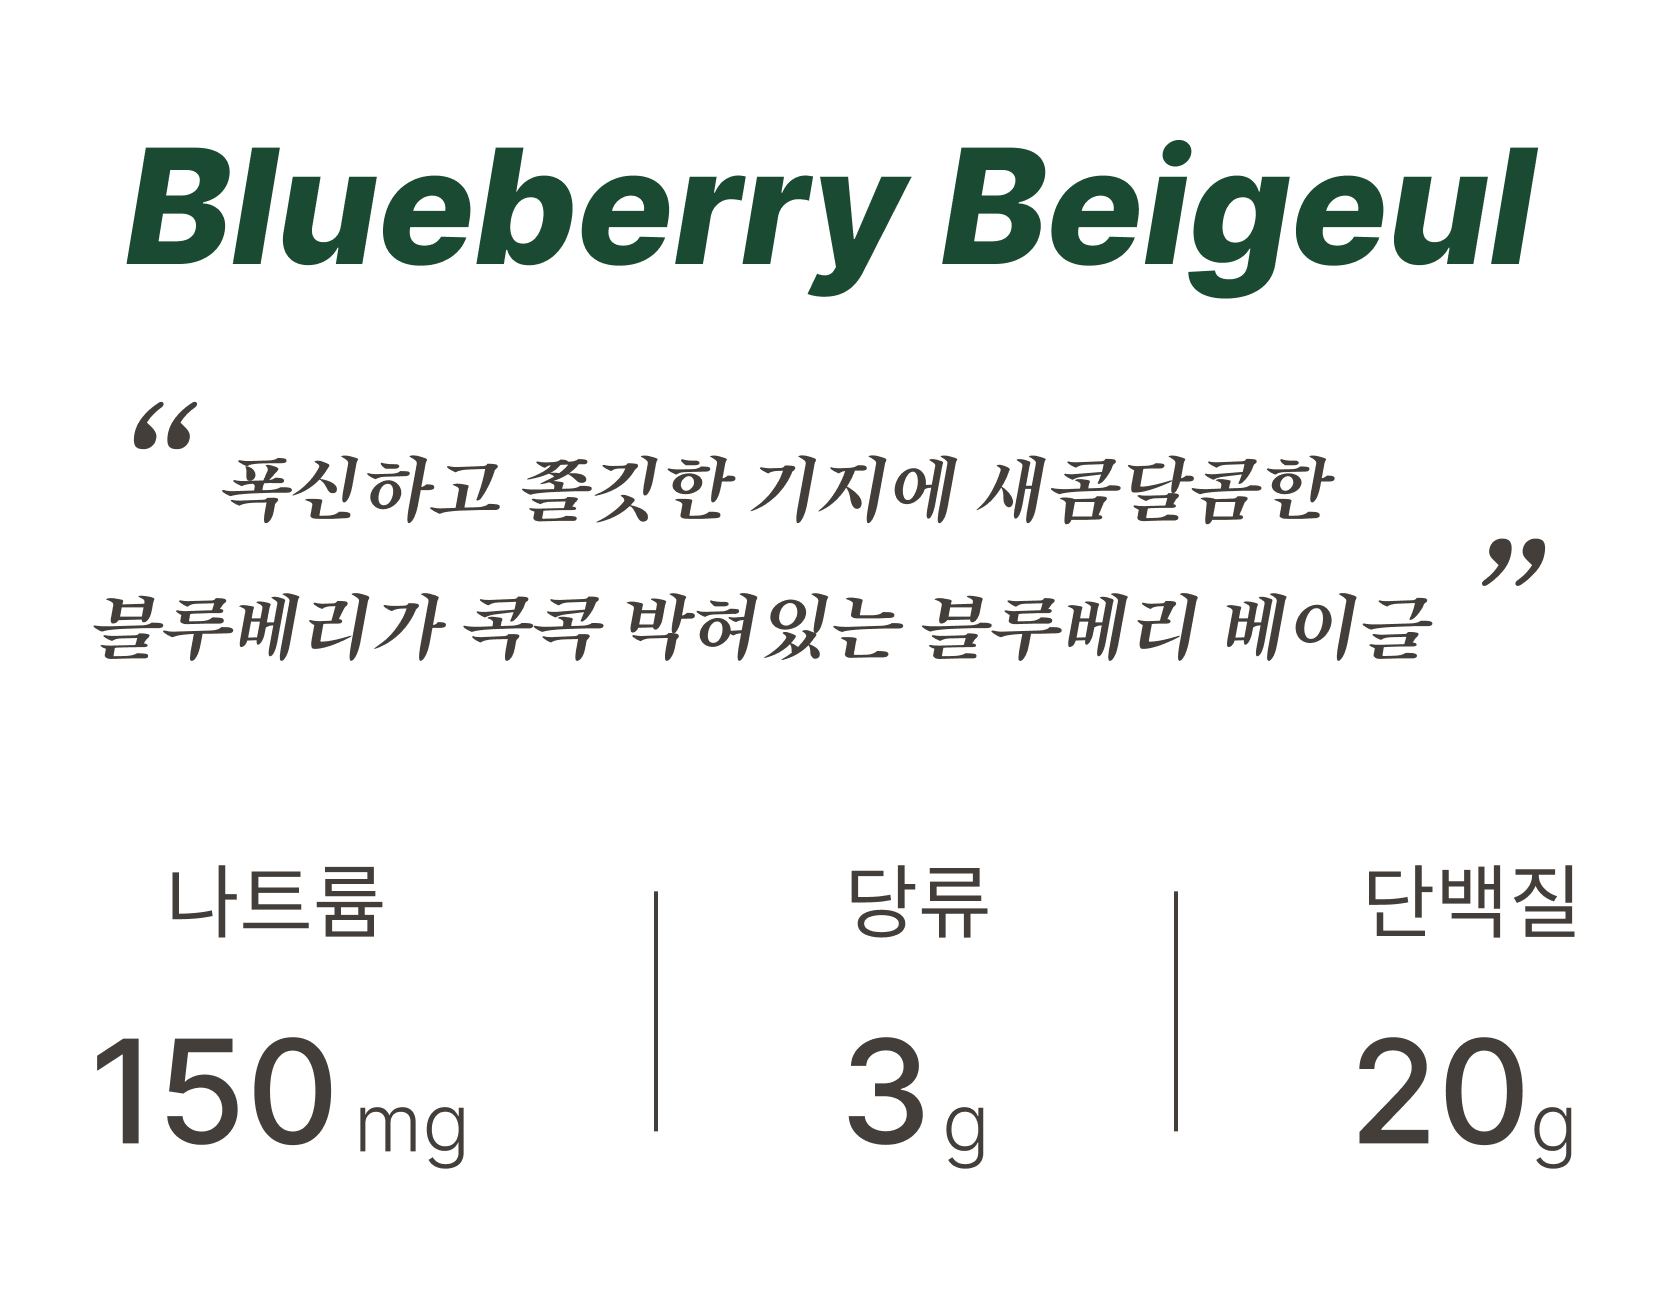 Blueberry Beigeul
“ 폭신하고 쫄깃한 기지에 새콤달콤한
블루베리가 콕콕 박혀있는 블루베리 베이글 ”
나트륨 당류 단백질
150 mg 3 g 20g